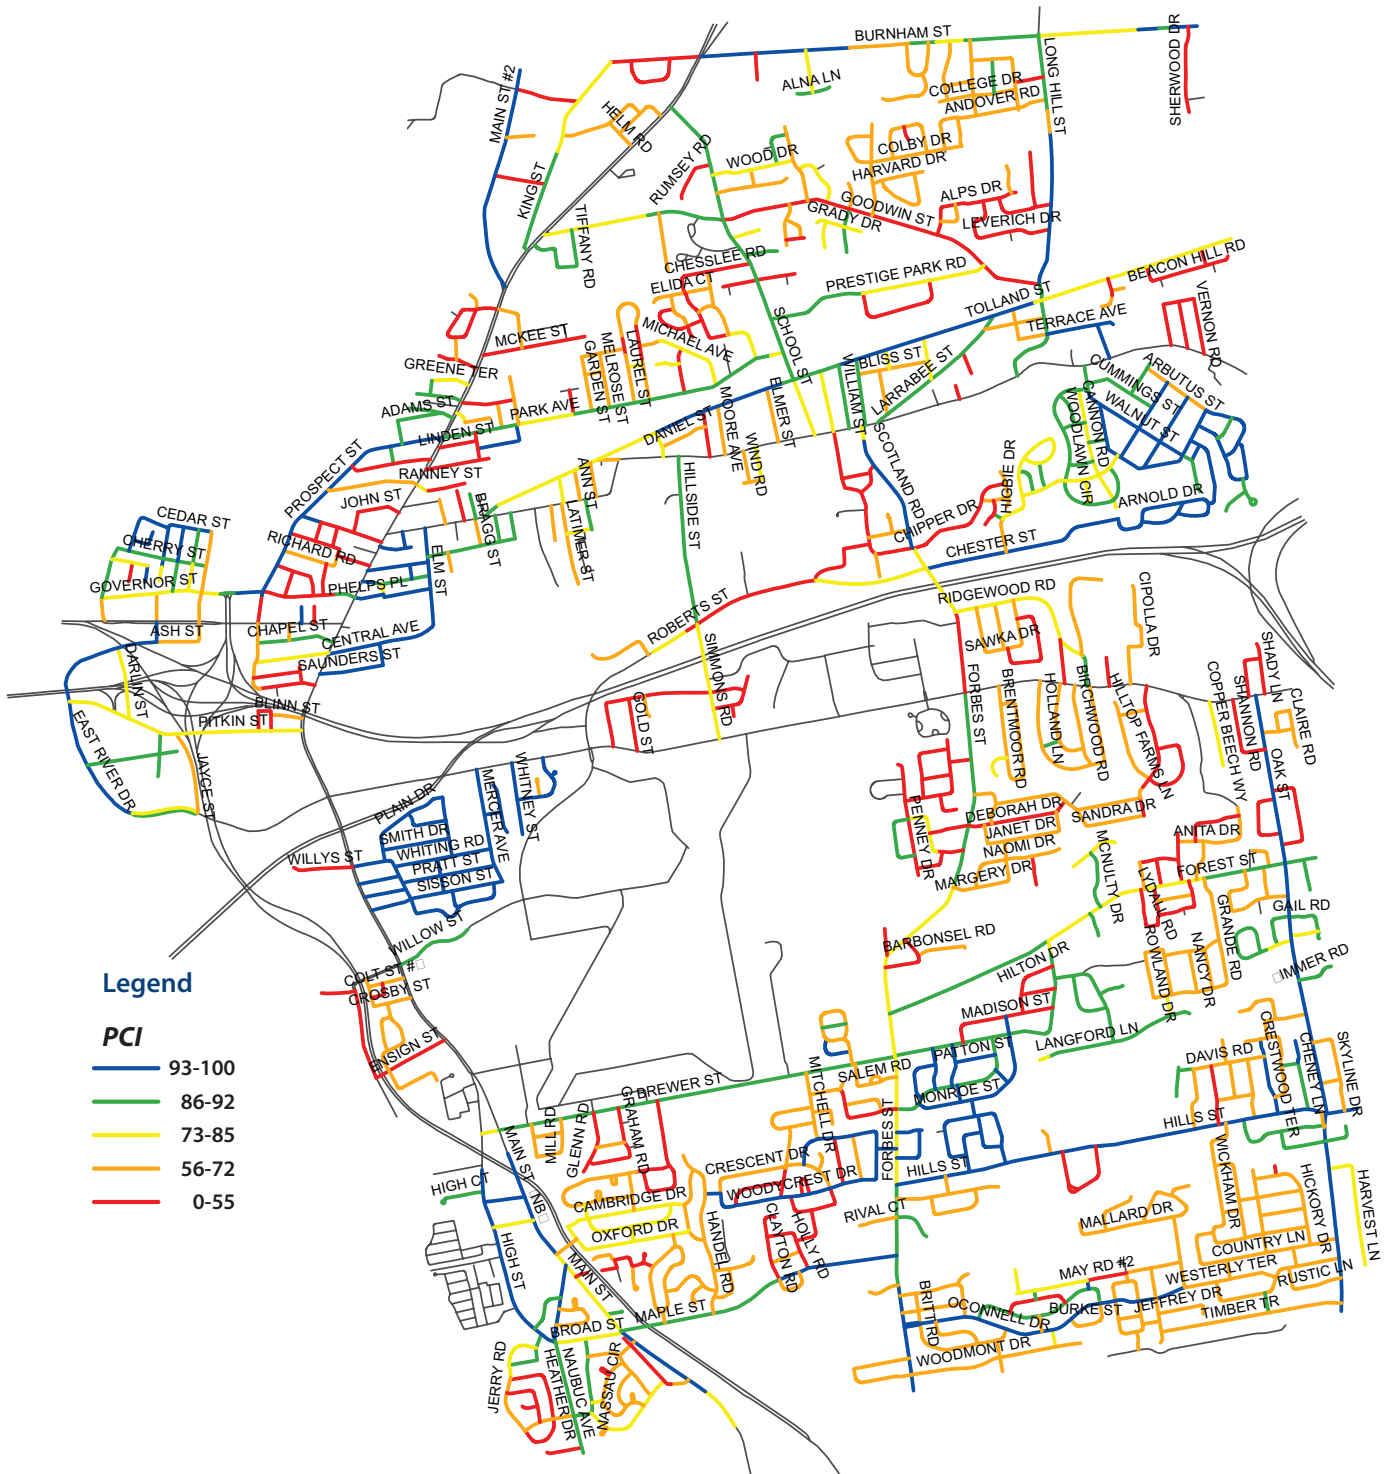 BURNHAM ST
SHERWOOD DR
LONG HILL ST
MAIN ST #2
ALNA LN
COLLEGE DR
ANDOVER RD
HELM RD
RUMSEY RD
WOOD DR
COLBY DR
HARVARD DR
KING ST
TIFFANY RD
ALPS DR
GOODWIN ST
GRADY DR
LEVERICH DR
CHESSLEE RD
ELIDA CT
PRESTIGE PARK RD
BEACON HILL RD
TOLLAND ST
TERRACE AVE
VERNON RD
SCHOOL ST
MCKEE ST
MICHAEL AVE
LAUREL ST
MELROSE ST
GARDEN ST
GREENE TER
BLISS ST
LARRABEE ST
WILLIAM ST
CUMMINGS ST
ARBUTUS ST
WALNUT ST
CANNON RD
WOODLAWN CIR
ADAMS ST
PARK AVE
LINDEN ST
DANIEL ST
MOORE AVE
ELMER ST
WIND RD
SCOTLAND RD
HIGBIE DR
ARNOLD DR
PROSPECT ST
RANNEY ST
JOHN ST
ANN ST
HILLSIDE ST
CHIPPER DR
CHESTER ST
CEDAR ST
CHERRY ST
GOVERNOR ST
RICHARD RD
BRAGG ST
LATIMER ST
ELM ST
PHELPS PL
ASH ST
CHAPEL ST
CENTRAL AVE
SAUNDERS ST
ROBERTS ST
RIDGEWOOD RD
CIPOLLA DR
SAWKA DR
SIMMONS RD
FORBES ST
BRENTMOOR RD
HOLLAND LN
BIRCHWOOD RD
HILLTOP FARMS LN
COPPER BEECH WY
SHANNON RD
SHADY LN
CLAIRE RD
OAK ST
DARLIN ST
BLINN ST
PITKIN ST
GOLD ST
EAST RIVER DR
JAYCE ST
PLAIN DR
MERCER AVE
WHITNEY ST
SMITH DR
WHITING RD
PRATT ST
SISSON ST
WILLYS ST
PENNEY DR
DEBORAH DR
JANET DR
NAOMI DR
MARGERY DR
SANDRA DR
ANITA DR
MCNULTY DR
FOREST ST
LYDALL RD
GRANDE RD
GAIL RD
WILLOW ST
BARBONSEL RD
HILTON DR
ROWLAND DR
NANCY DR
IMMER RD
COLT ST #
CROSBY ST
MADISON ST
LANGFORD LN
ENSIGN ST
PATTON ST
SALEM RD
MONROE ST
DAVIS RD
CRESTWOOD TER
CHENEY LN
SKYLINE DR
BREWER ST
MITCHELL DR
HILLS ST
MILL RD
GLENN RD
GRAHAM RD
MAIN ST
NB
FORBES ST
HILLS ST
CRESCENT DR
WOODYCREST DR
HIGH CT
CAMBRIDGE DR
OXFORD DR
HANDEL RD
CLAYTON RD
HOLLY RD
RIVAL CT
MALLARD DR
WICKHAM DR
HICKORY DR
HARVEST LN
COUNTRY LN
WESTERLY TER
RUSTIC LN
HIGH ST
MAIN ST
MAY RD #2
BURKE ST
JEFFREY DR
TIMBER TR
OCONNELL DR
BRITT RD
WOODMONT DR
MAPLE ST
BROAD ST
JERRY RD
HEATHER DR
NAUBUC AVE
NASSAU CIR
Legend
PCI
93-100
86-92
73-85
56-72
0-55